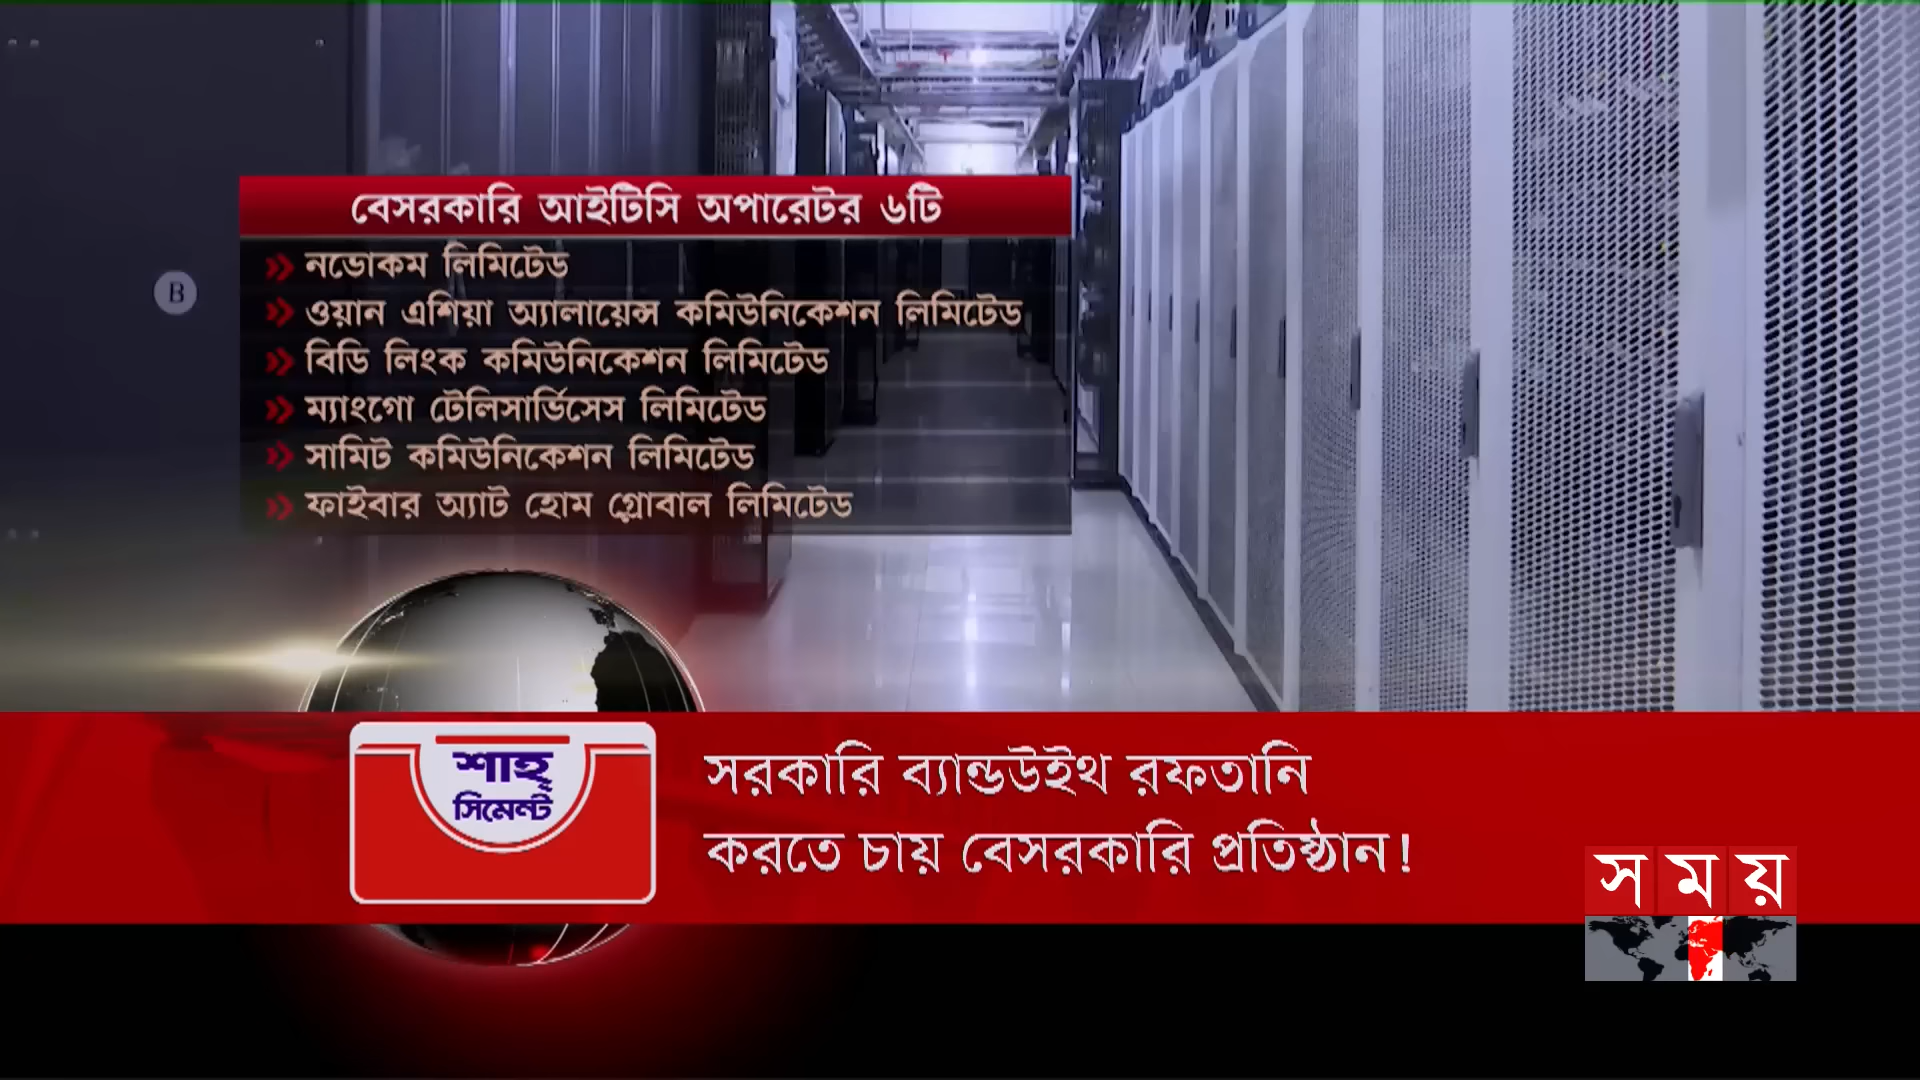 বেসরকারি আইটিসি অপারেটর ৬টি
নভোকম লিমিটেড
ওয়ান এশিয়া অ্যালায়েন্স কমিউনিকেশন লিমিটেড
বিডি লিংক কমিউনিকেশন লিমিটেড
ম্যাংগো টেলিসার্ভিসেস লিমিটেড
সামিট কমিউনিকেশন লিমিটেড
ফাইবার অ্যাট হোম গ্লোবাল লিমিটেড
B
শাহ্
সিমেন্ট
সরকারি ব্যান্ডউইথ রফতানি
করতে চায় বেসরকারি প্রতিষ্ঠান!
সময়